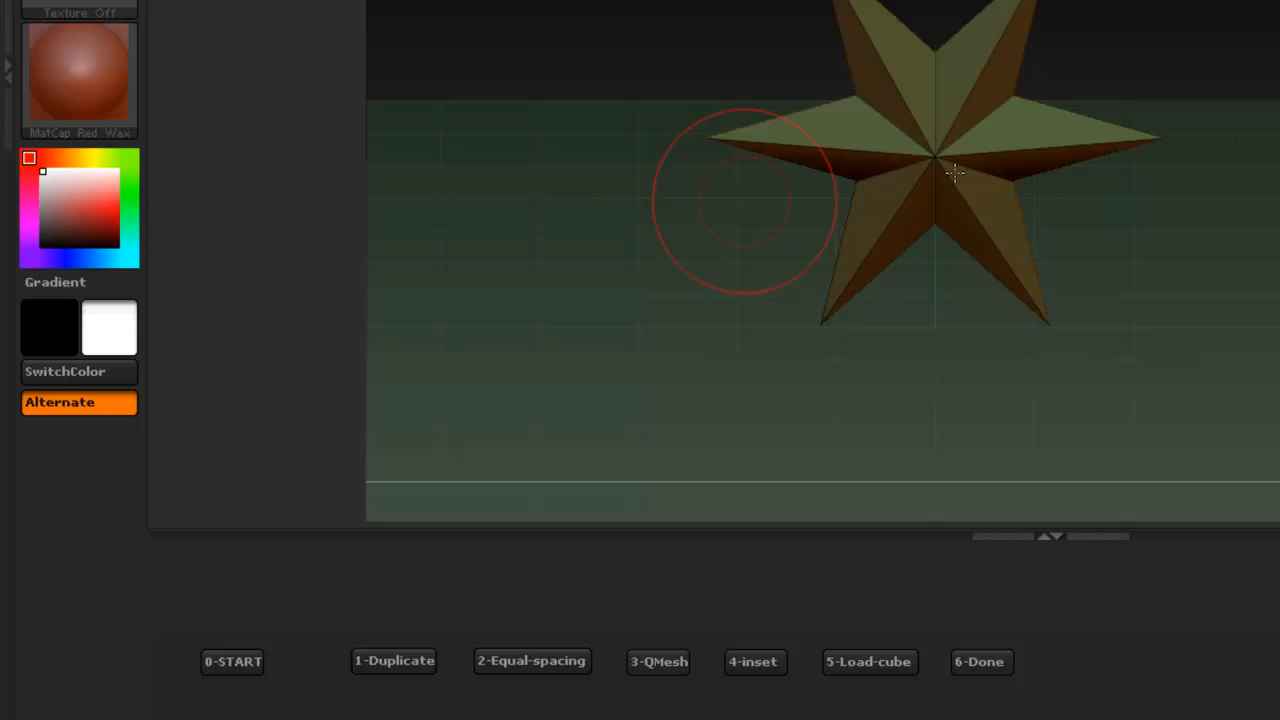 Texture Off
MatCap Red Wax
Gradient
SwitchColor
Alternate
0-START
1-Duplicate
2-Equal-spacing
3-QMesh
4-inset
5-Load-cube
6-Done